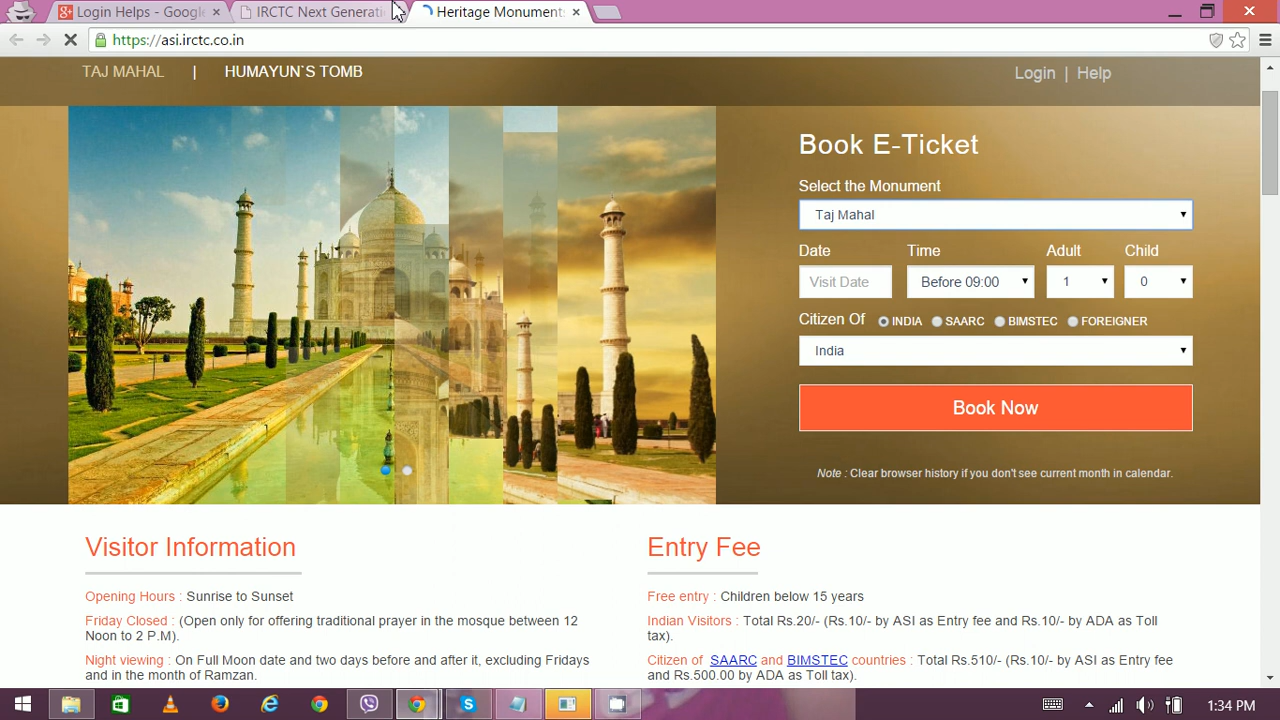 Login Helps - Google
IRCTC Next Generati
Heritage Monument
https://asi.irctc.co.in
TAJ MAHAL | HUMAYUN`S TOMB
Login | Help
Book E-Ticket
Select the Monument
Taj Mahal
Date Time Adult Child
Visit Date Before 09:00 1 0
Citizen Of INDIA SAARC BIMSTEC FOREIGNER
India
Book Now
Note : Clear browser history if you don't see current month in calendar.
Visitor Information
Opening Hours : Sunrise to Sunset
Friday Closed : (Open only for offering traditional prayer in the mosque between 12
Noon to 2 P.M).
Night viewing : On Full Moon date and two days before and after it, excluding Fridays
and in the month of Ramzan.
Entry Fee
Free entry : Children below 15 years
Indian Visitors : Total Rs.20/- (Rs.10/- by ASI as Entry fee and Rs.10/- by ADA as Toll
tax).
Citizen of SAARC and BIMSTEC countries : Total Rs.510/- (Rs.10/- by ASI as Entry fee
and Rs.500.00 by ADA as Toll tax).
1:34 PM